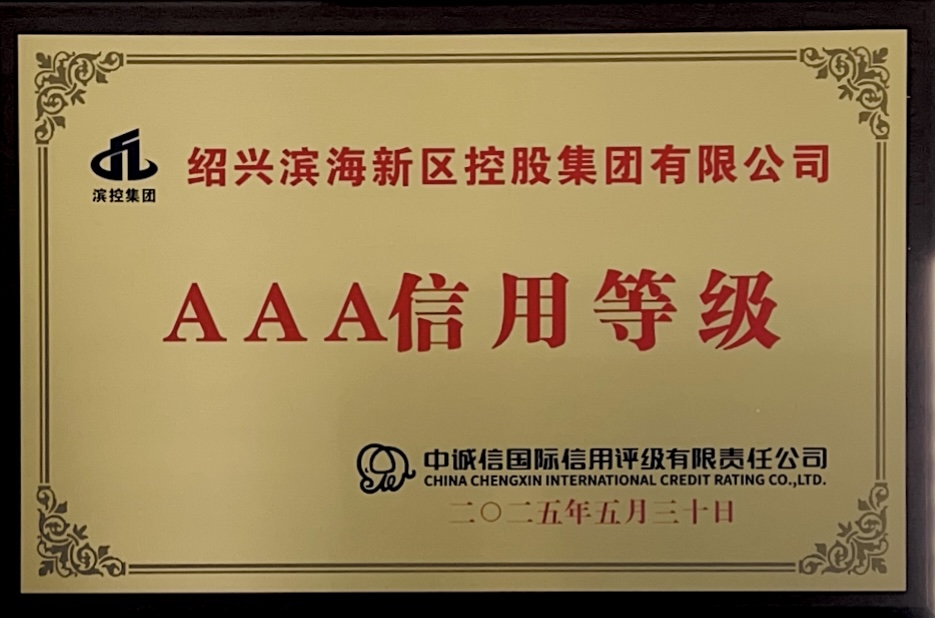 绍兴滨海新区控股集团有限公司
滨控集团
AAA信用等级
中诚信国际信用评级有限责任公司
CHINA CHENGXIN INTERNATIONAL CREDIT RATING CO.,LTD.
二〇二五年五月三十日